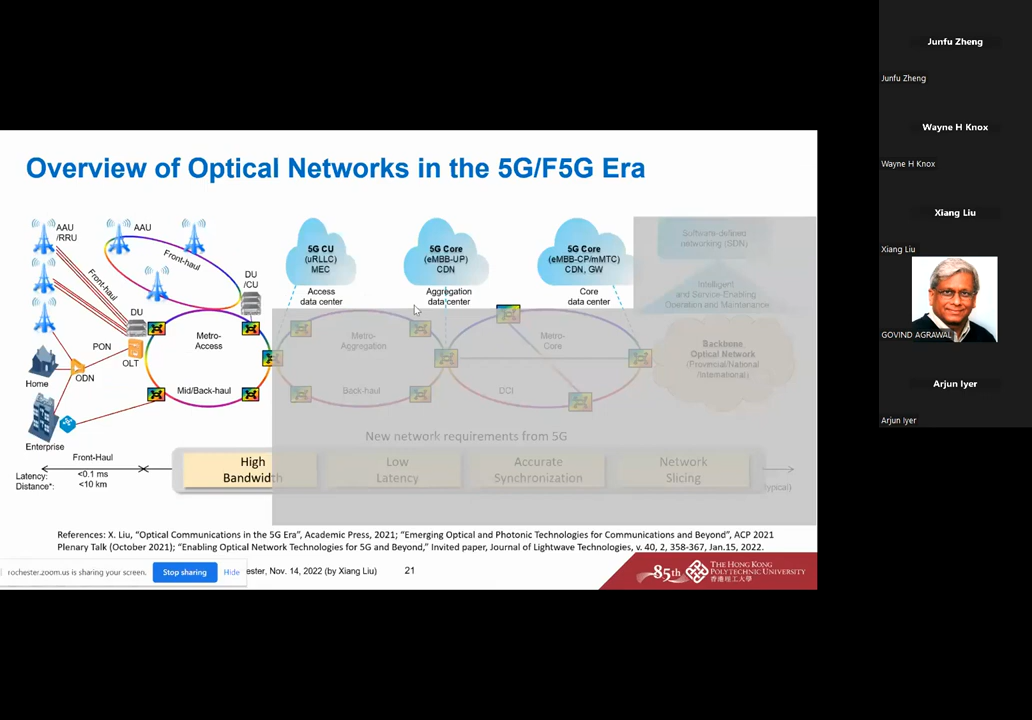 Overview of Optical Networks in the 5G/F5G Era
AAU
/RRU
AAU
Front-haul
Front-haul
DU
/CU
DU
PON
OLT
ODN
Home
Enterprise
Metro-
Access
Mid/Back-haul
5G CU
(uRLLC)
MEC
Access
data center
5G Core
(eMBB-UP)
CDN
Aggregation
data center
5G Core
(eMBB-CP/mMTC)
CDN, GW
Core
data center
Software-defined
networking (SDN)
Intelligent
and Service-Enabling
Operation and Maintenance
Metro-
Aggregation
Back-haul
Metro-
Core
DCI
Backbone
Optical Network
(Provincial/National
/International)
New network requirements from 5G
Front-Haul
Latency:
Distance*:
<0.1 ms
<10 km
High
Bandwidth
Low
Latency
Accurate
Synchronization
Network
Slicing
typical)
References: X. Liu, "Optical Communications in the 5G Era", Academic Press, 2021; "Emerging Optical and Photonic Technologies for Communications and Beyond", ACP 2021
Plenary Talk (October 2021); "Enabling Optical Network Technologies for 5G and Beyond," Invited paper, Journal of Lightwave Technologies, v. 40, 2, 358-367, Jan.15, 2022.
rochester.zoom.us is sharing your screen.
Stop sharing
Hide
ester, Nov. 14, 2022 (by Xiang Liu)
21
85th
THE HONG KONG
POLYTECHNIC UNIVERSITY
香港理工大學
Junfu Zheng
Junfu Zheng
Wayne H Knox
Wayne H Knox
Xiang Liu
Xiang Liu
GOVIND AGRAWAL
Arjun Iyer
Arjun Iyer